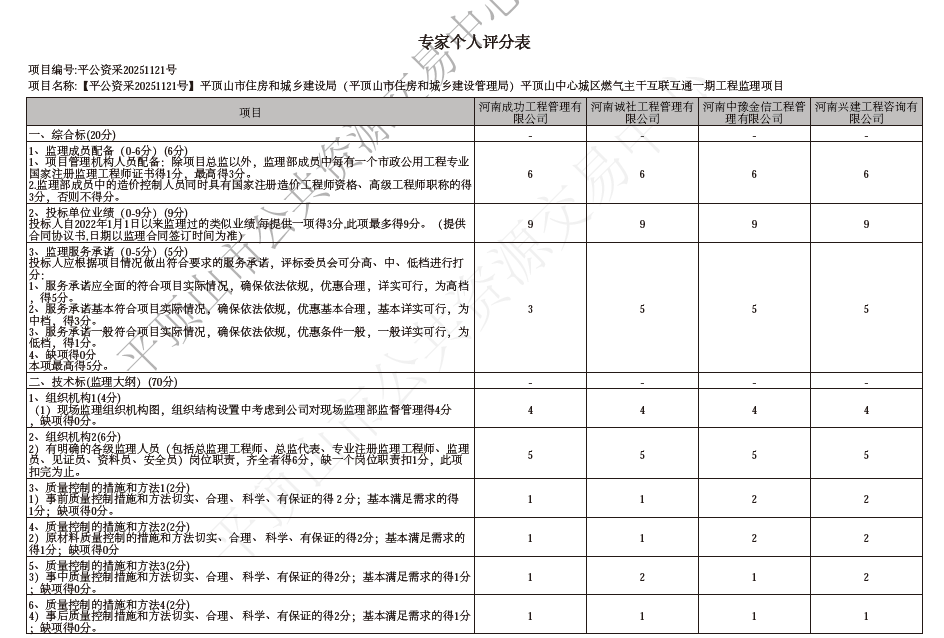 专家个人评分表
项目编号:平公资采20251121号
项目名称:【平公资采20251121号】平顶山市住房和城乡建设局（平顶山市住房和城乡建设管理局）平顶山中心城区燃气主干互联互通一期工程监理项目
项目 河南成功工程管理有限公司 河南诚社工程管理有限公司 河南中豫金信工程管理有限公司 河南兴建工程咨询有限公司
一、综合标(20分) - - - -
1、监理成员配备（0-6分）(6分)
1、项目管理机构人员配备：除项目总监以外，监理部成员中每有一个市政公用工程专业
国家注册监理工程师证书得1分，最高得3分。
2.监理部成员中的造价控制人员同时具有国家注册造价工程师资格、高级工程师职称的得
3分，否则不得分。
6 6 6 6
2、投标单位业绩（0-9分）(9分)
投标人自2022年1月1日以来监理过的类似业绩,每提供一项得3分,此项最多得9分。（提供
合同协议书,日期以监理合同签订时间为准）
9 9 9 9
3、监理服务承诺（0-5分）(5分)
投标人应根据项目情况做出符合要求的服务承诺，评标委员会可分高、中、低档进行打
分：
1、服务承诺应全面的符合项目实际情况，确保依法依规，优惠合理，详实可行，为高档
，得5分。
2、服务承诺基本符合项目实际情况，确保依法依规，优惠基本合理，基本详实可行，为
中档，得3分。
3、服务承诺一般符合项目实际情况，确保依法依规，优惠条件一般，一般详实可行，为
低档，得1分。
4、缺项得0分
本项最高得5分。
3 5 5 5
二、技术标(监理大纲）(70分) - - - -
1、组织机构1(4分)
（1）现场监理组织机构图，组织结构设置中考虑到公司对现场监理部监督管理得4分
，缺项得0分。
4 4 4 4
2、组织机构2(6分)
2）有明确的各级监理人员（包括总监理工程师、总监代表、专业注册监理工程师、监理
员、见证员、资料员、安全员）岗位职责，齐全者得6分，缺一个岗位职责扣1分，此项
扣完为止。
5 5 5 5
3、质量控制的措施和方法1(2分)
1）事前质量控制措施和方法切实、合理、 科学、有保证的得 2 分；基本满足需求的得
1分；缺项得0分。
1 1 2 2
4、质量控制的措施和方法2(2分)
2）原材料质量控制的措施和方法切实、合理、 科学、有保证的得2分；基本满足需求的
得1分；缺项得0分
1 1 2 2
5、质量控制的措施和方法3(2分)
3）事中质量控制措施和方法切实、合理、 科学、有保证的得2分；基本满足需求的得1分
；缺项得0分。
1 2 1 2
6、质量控制的措施和方法4(2分)
4）事后质量控制措施和方法切实、合理、 科学、有保证的得2分；基本满足需求的得1分
；缺项得0分。
1 1 1 1
平顶山市公共资源交易中心
平顶山市公共资源交易中心